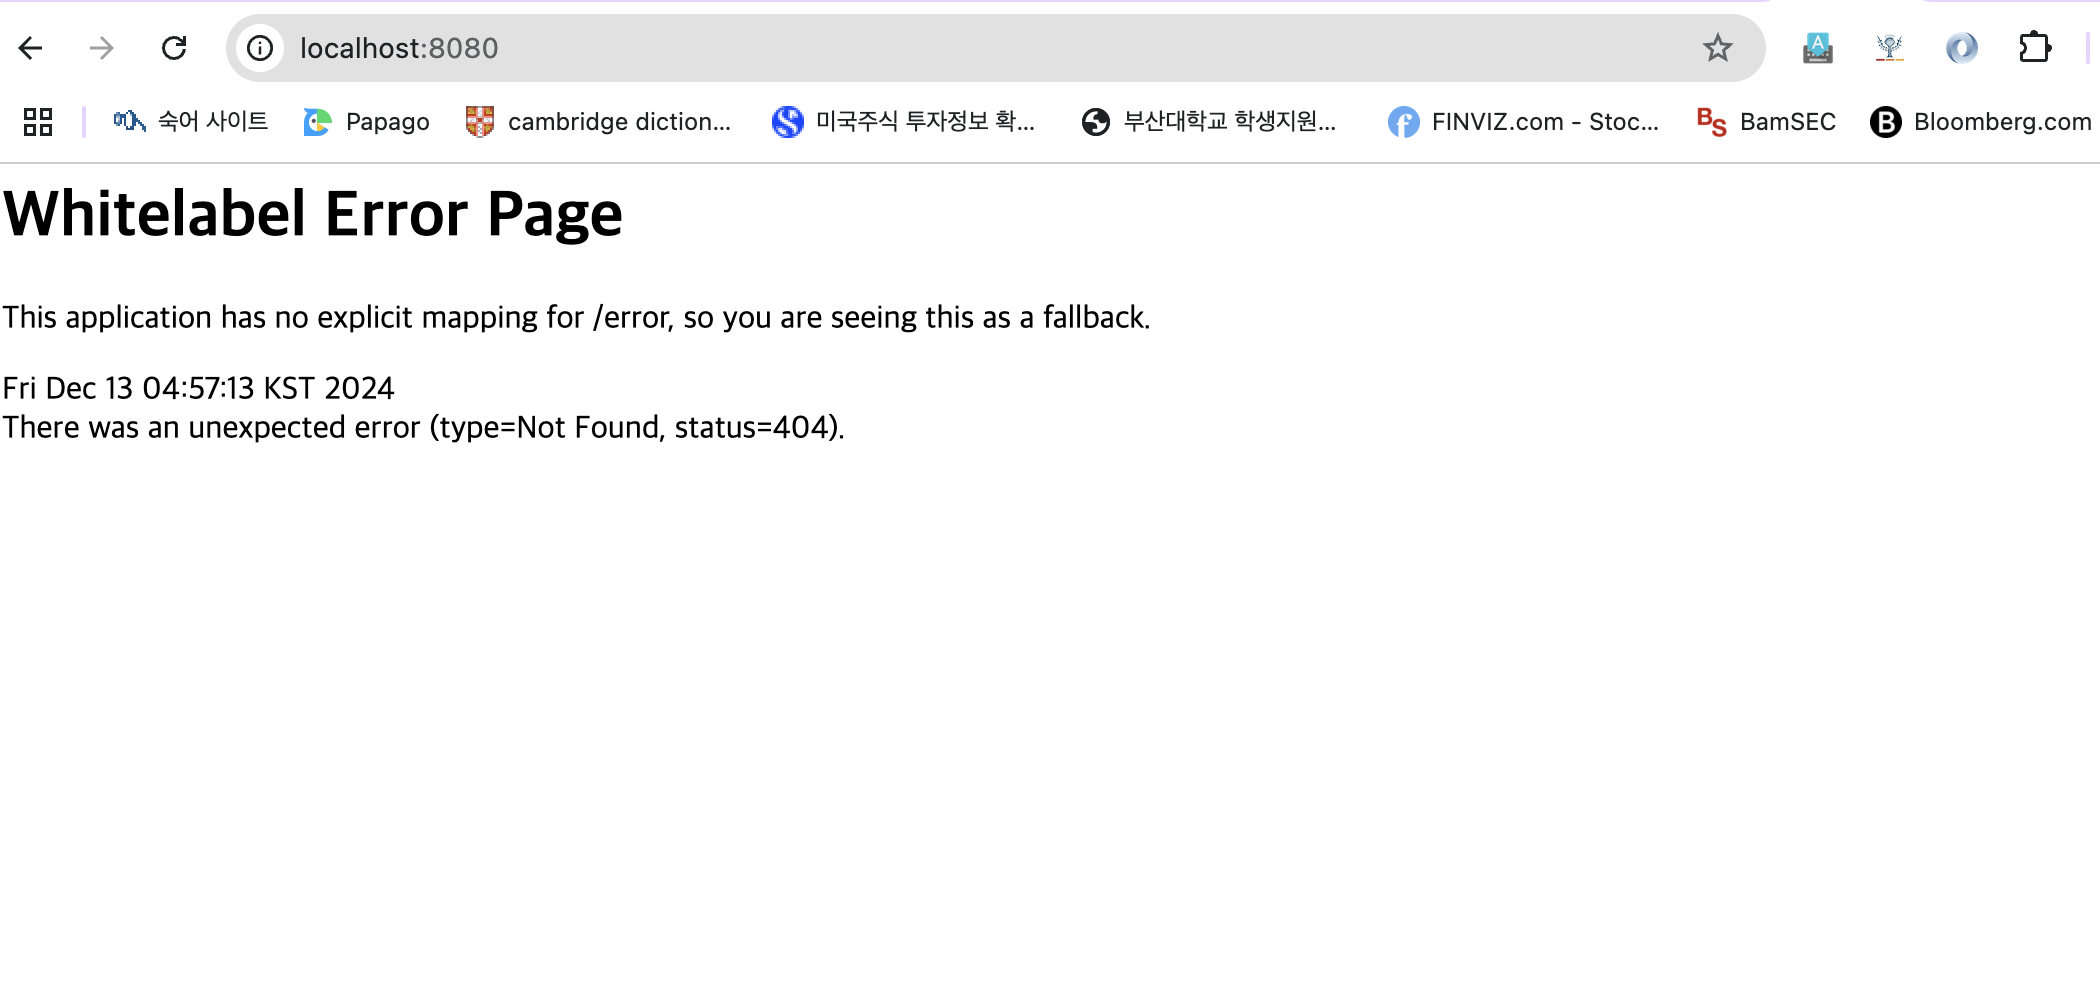 localhost:8080
숙어 사이트 Papago cambridge diction... 미국주식 투자정보 확... 부산대학교 학생지원... FINVIZ.com - Stoc... BamSEC Bloomberg.com
Whitelabel Error Page
This application has no explicit mapping for /error, so you are seeing this as a fallback.
Fri Dec 13 04:57:13 KST 2024
There was an unexpected error (type=Not Found, status=404).